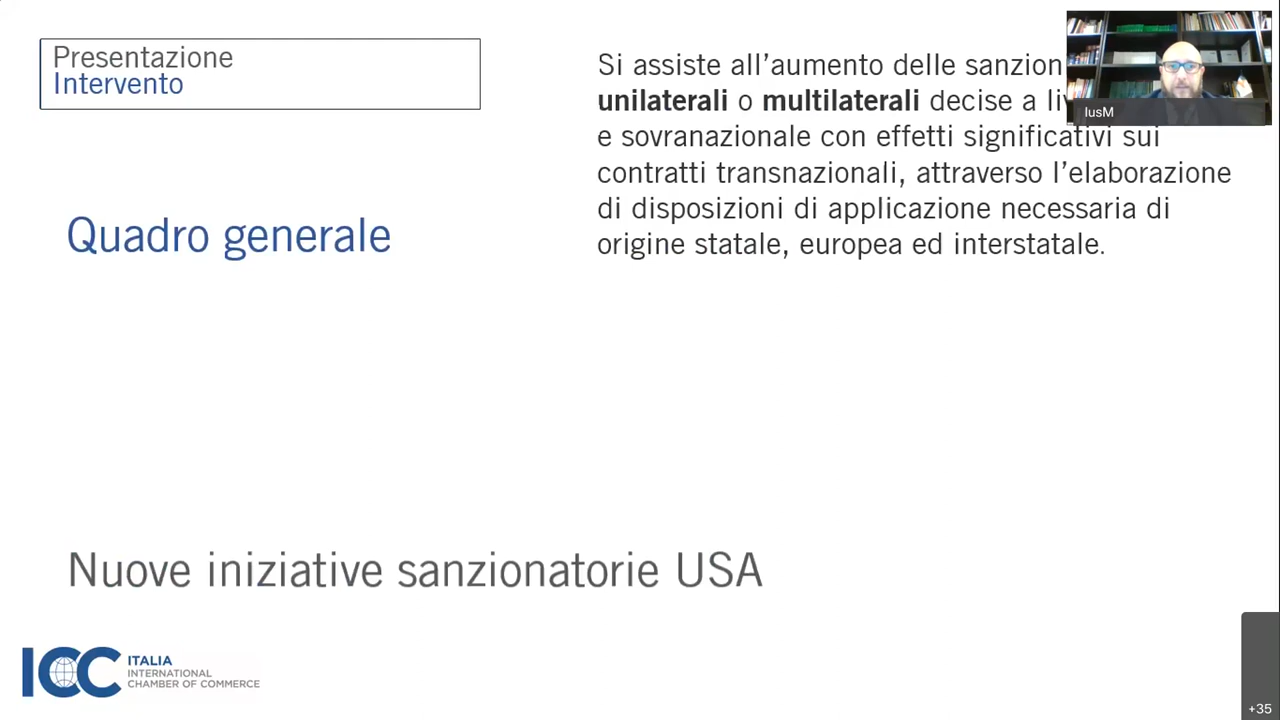 Presentazione
Intervento
Si assiste all’aumento delle sanzion
unilaterali o multilaterali decise a li
e sovranazionale con effetti significativi sui
contratti transnazionali, attraverso l’elaborazione
di disposizioni di applicazione necessaria di
origine statale, europea ed interstatale.
IusM
Quadro generale
Nuove iniziative sanzionatorie USA
ICC ITALIA
INTERNATIONAL
CHAMBER OF COMMERCE
+35